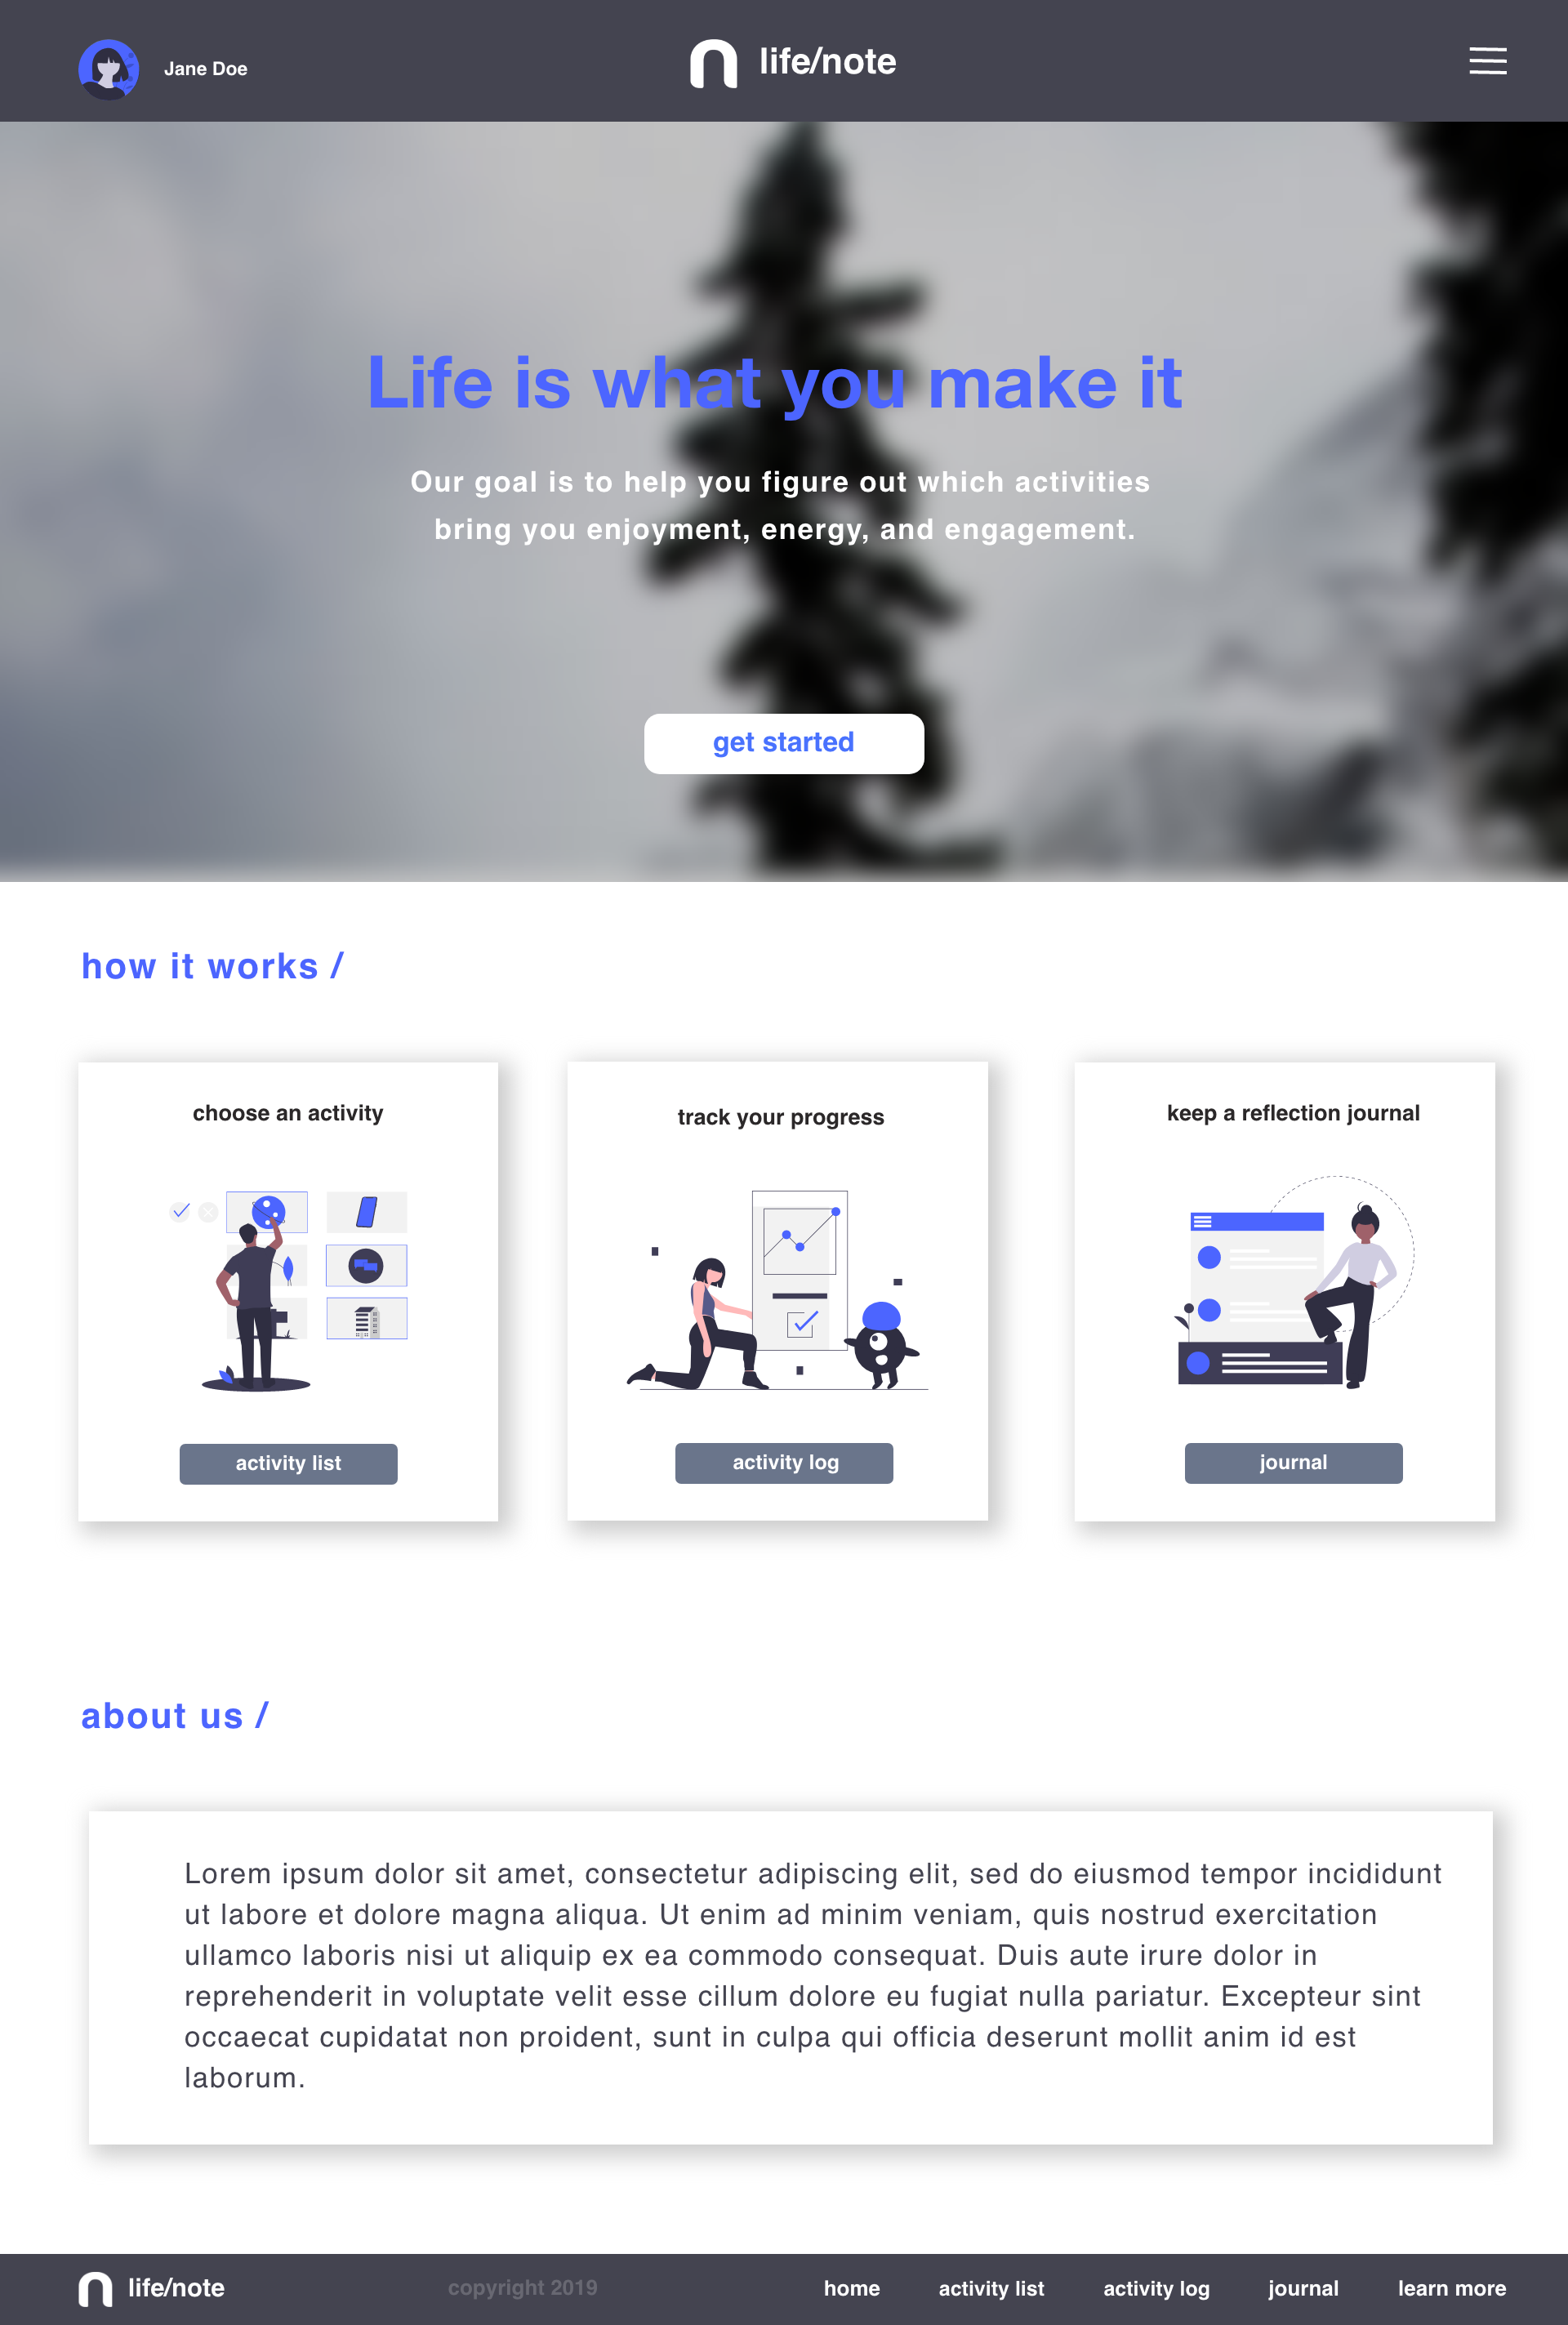 Jane Doe
life/note
Life is what you make it
Our goal is to help you figure out which activities
bring you enjoyment, energy, and engagement.
get started
how it works /
choose an activity
track your progress
keep a reflection journal
activity list
activity log
journal
about us /
Lorem ipsum dolor sit amet, consectetur adipiscing elit, sed do eiusmod tempor incididunt
ut labore et dolore magna aliqua. Ut enim ad minim veniam, quis nostrud exercitation
ullamco laboris nisi ut aliquip ex ea commodo consequat. Duis aute irure dolor in
reprehenderit in voluptate velit esse cillum dolore eu fugiat nulla pariatur. Excepteur sint
occaecat cupidatat non proident, sunt in culpa qui officia deserunt mollit anim id est
laborum.
life/note
copyright 2019
home
activity list
activity log
journal
learn more